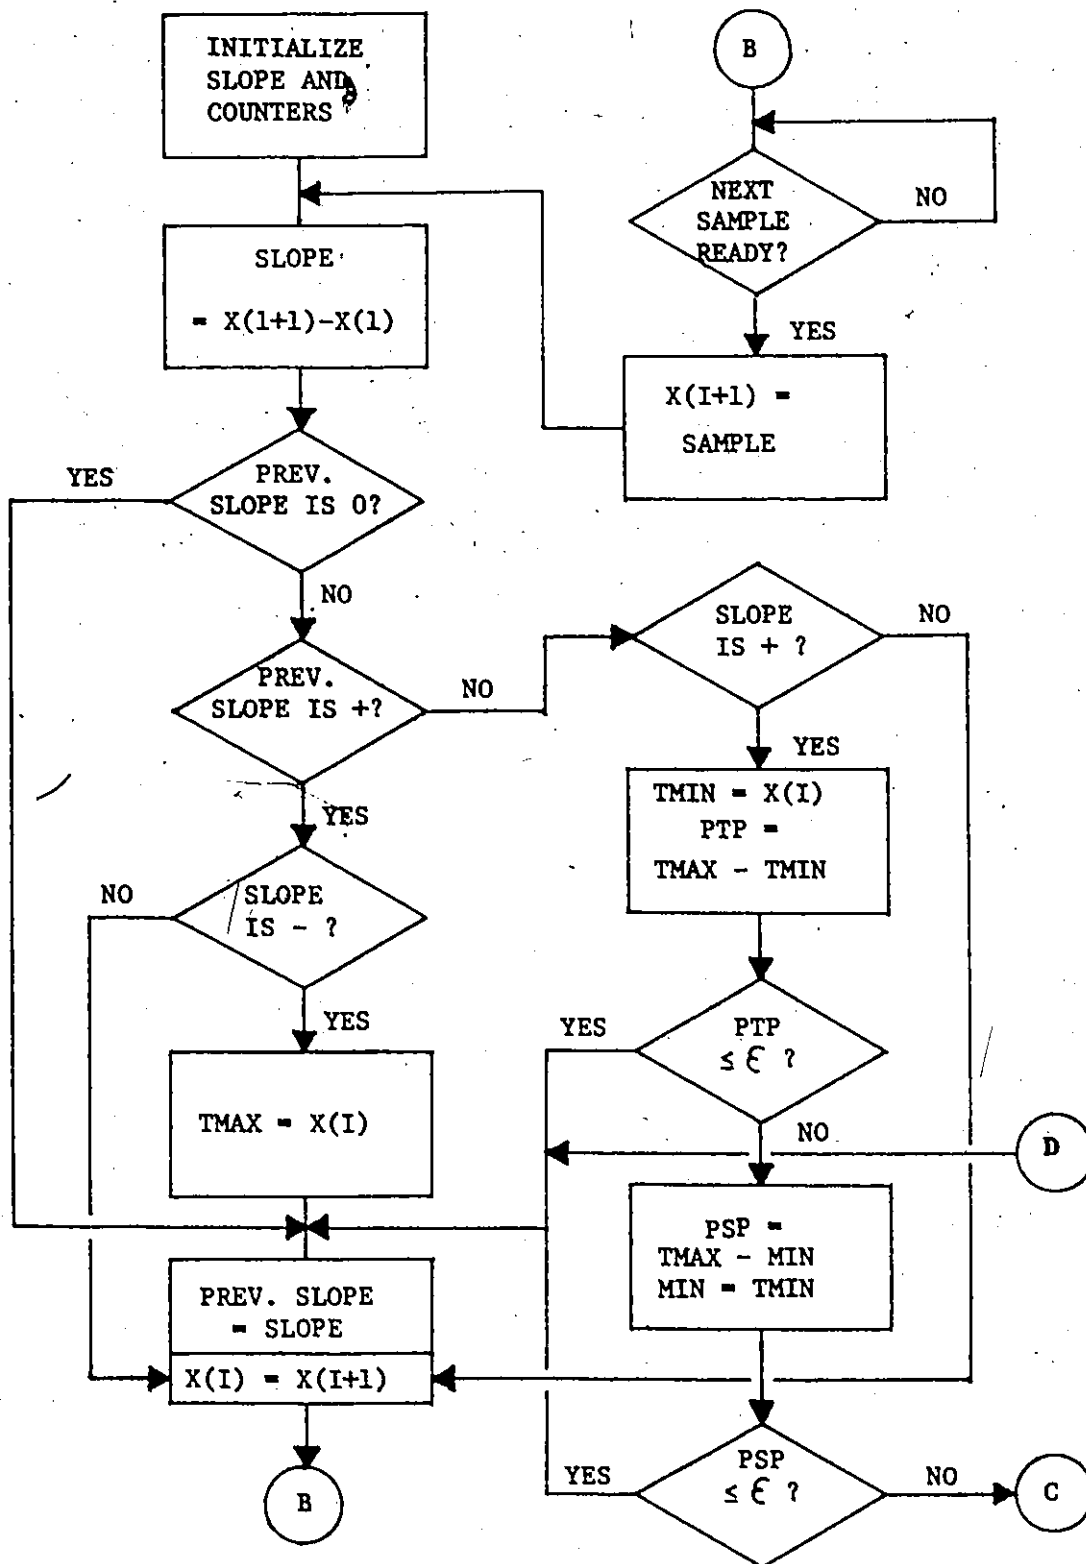 INITIALIZE
SLOPE AND
COUNTERS
B
NEXT
SAMPLE
READY?
NO
YES
SLOPE
= X(1+1)-X(1)
X(I+1) =
SAMPLE
YES
PREV.
SLOPE IS 0?
NO
PREV.
SLOPE IS +?
NO
SLOPE
IS + ?
NO
YES
YES
TMIN = X(I)
PTP =
TMAX - TMIN
NO
SLOPE
IS - ?
YES
YES
PTP
≤ ϵ ?
NO
D
TMAX = X(I)
PSP =
TMAX - MIN
MIN = TMIN
PREV. SLOPE
= SLOPE
X(I) = X(I+1)
B
YES
PSP
≤ ϵ ?
NO
C